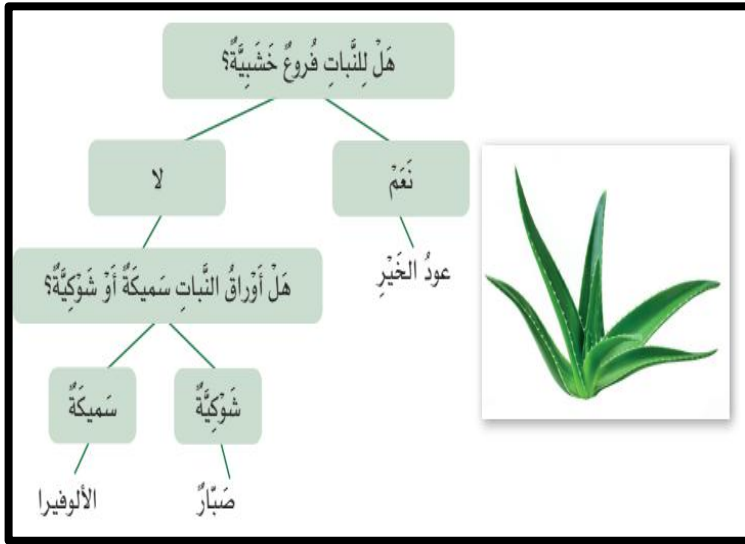 هَلْ لِلنَّباتِ فُروعٌ خَشَبِيَّةٌ؟
نَعَمْ
لا
عودُ الخَيْرِ
هَلْ أَوْراقُ النَّباتِ سَميكَةٌ أَوْ شَوْكِيَّةٌ؟
شَوْكِيَّةٌ
سَميكَةٌ
صَبَّارٌ
الألوفيرا